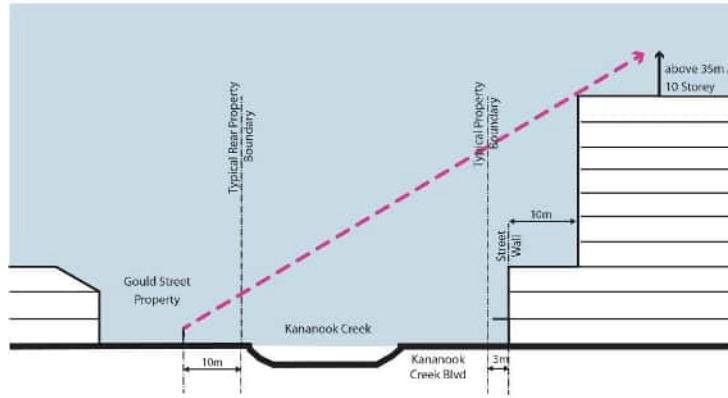 above 35m /
10 Storey
Typical Rear Property
Boundary
Typical Property
Boundary
10m
Street
Wall
Gould Street
Property
Kananook Creek
10m
Kananook
Creek Blvd
3m